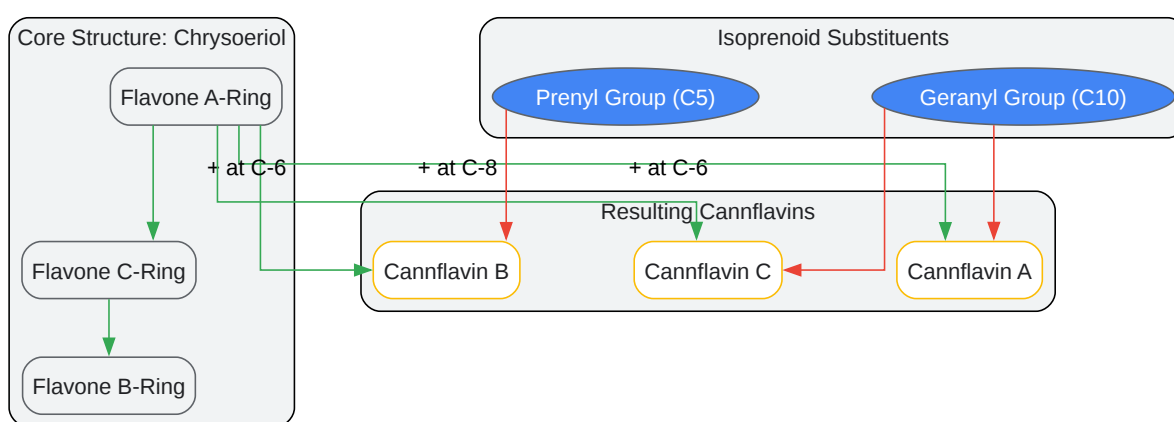 Core Structure: Chrysoeriol
Isoprenoid Substituents
Flavone A-Ring
Prenyl Group (C5)
Geranyl Group (C10)
+ at C-6
+ at C-8
+ at C-6
Resulting Cannflavins
Flavone C-Ring
Cannflavin B
Cannflavin C
Cannflavin A
Flavone B-Ring